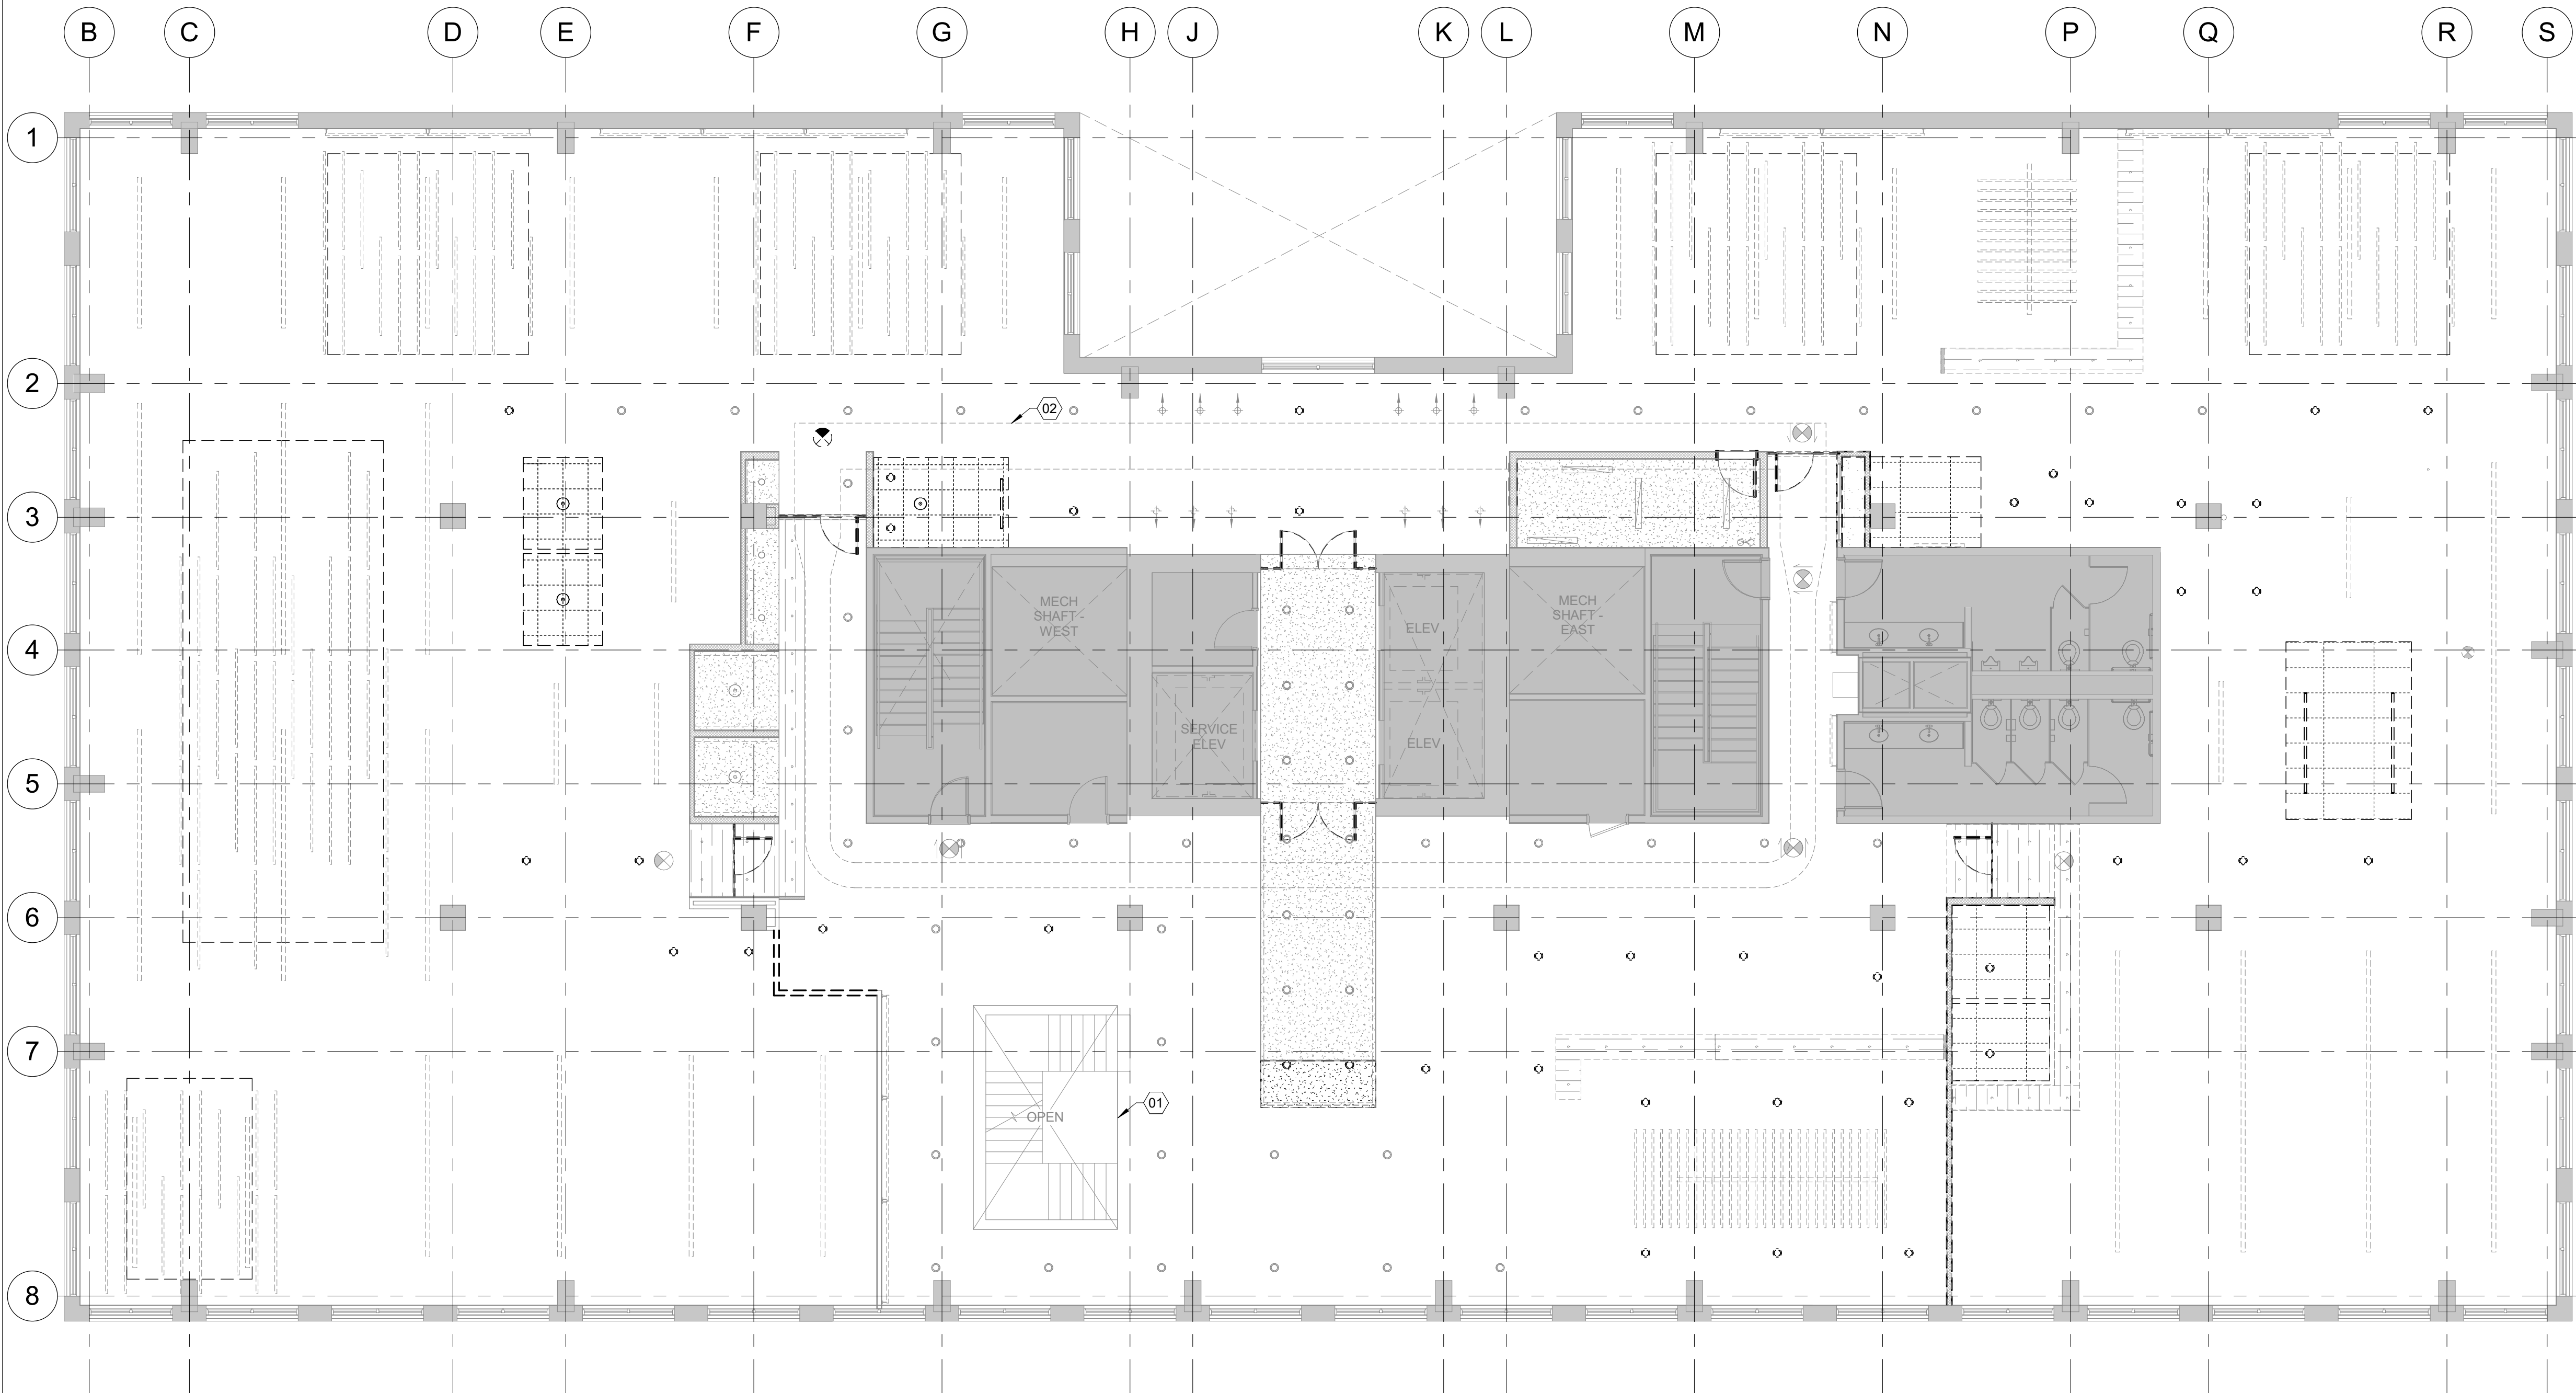 B C D E F G H J K L M N P Q R S
1
2
02
3
MECH
SHAFT -
WEST
MECH
SHAFT -
EAST
ELEV
4
SERVICE
ELEV
ELEV
5
6
7
01
OPEN
8